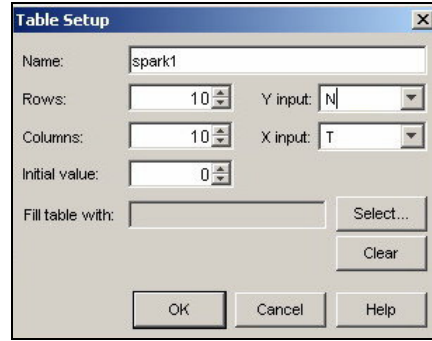 Table Setup
Name: spark1
Rows: 10 Y input: N
Columns: 10 X input: T
Initial value: 0
Fill table with: Select...
Clear
OK Cancel Help